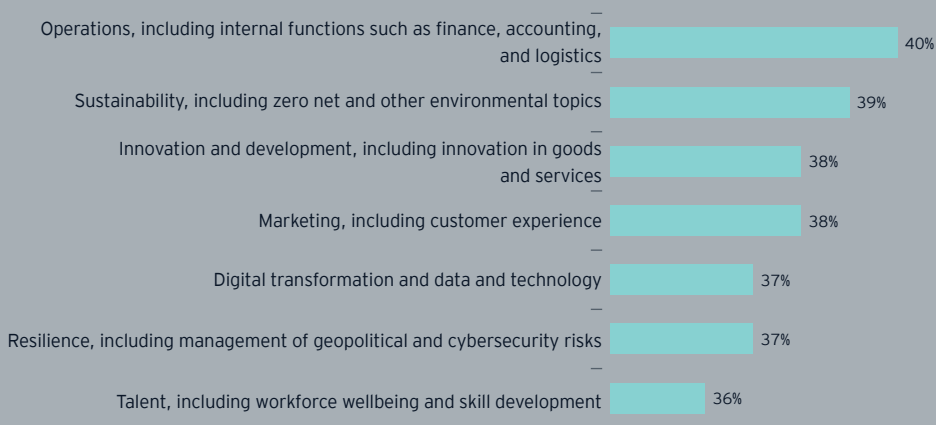 Operations, including internal functions such as finance, accounting,
and logistics
40%
Sustainability, including zero net and other environmental topics
39%
Innovation and development, including innovation in goods
and services
38%
Marketing, including customer experience
38%
Digital transformation and data and technology
37%
Resilience, including management of geopolitical and cybersecurity risks
37%
Talent, including workforce wellbeing and skill development
36%